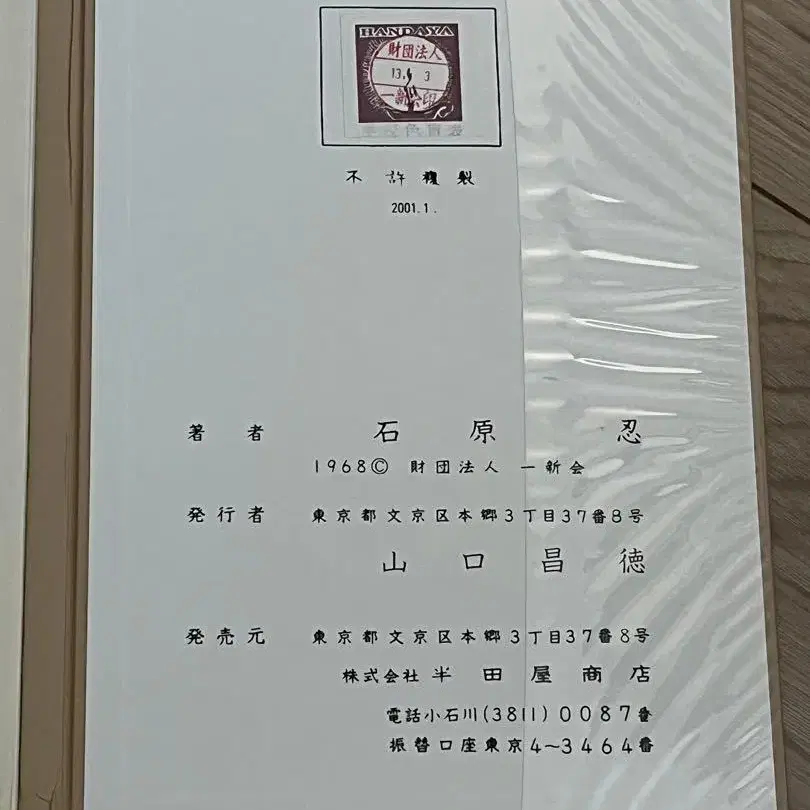 HANDAYA
財団法人
13. 3
一新会印
不許複製
2001.1.
著者 石原 忍
1968© 財団法人 一新会
発行者 東京都文京区本郷3丁目37番8号
山口昌徳
発売元 東京都文京区本郷3丁目37番8号
株式会社 半田屋商店
電話小石川(3811)0087番
振替口座東京4〜3464番